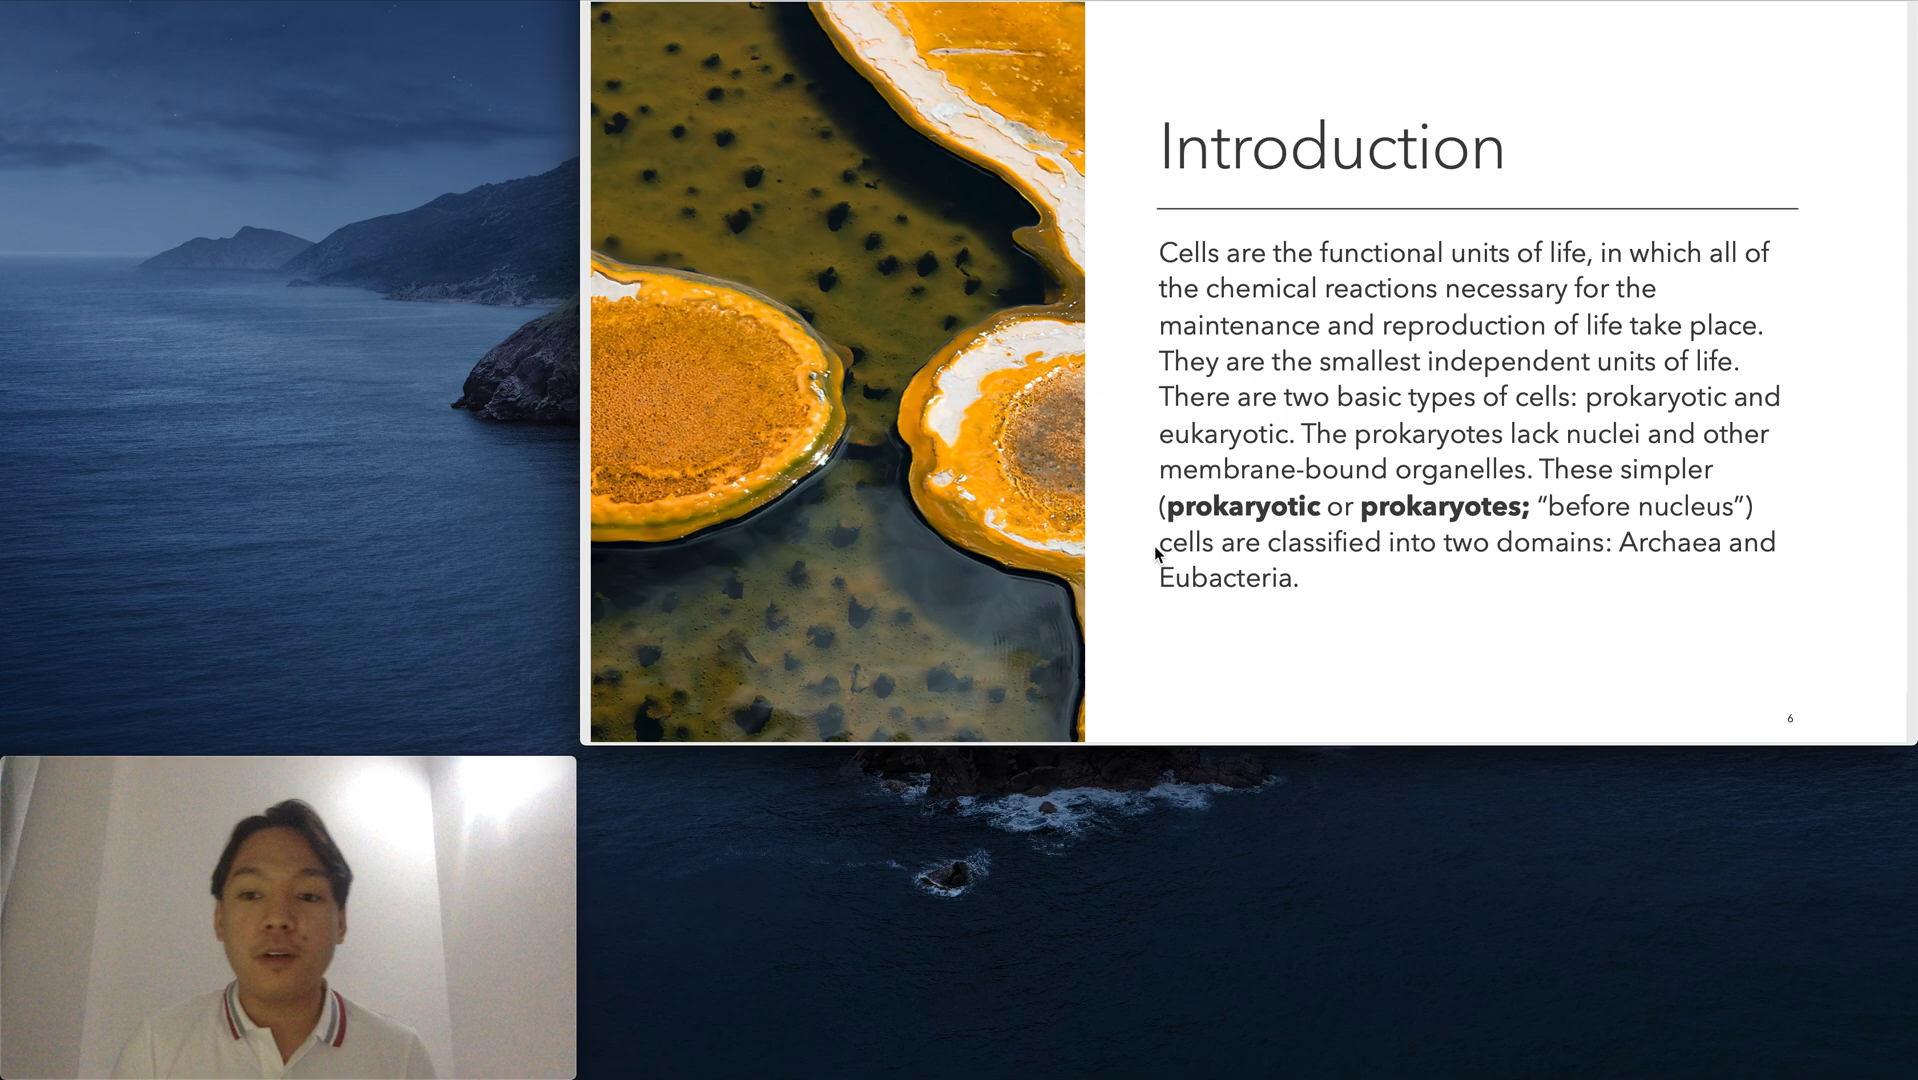 Introduction
Cells are the functional units of life, in which all of
the chemical reactions necessary for the
maintenance and reproduction of life take place.
They are the smallest independent units of life.
There are two basic types of cells: prokaryotic and
eukaryotic. The prokaryotes lack nuclei and other
membrane-bound organelles. These simpler
(prokaryotic or prokaryotes; “before nucleus”)
cells are classified into two domains: Archaea and
Eubacteria.
6